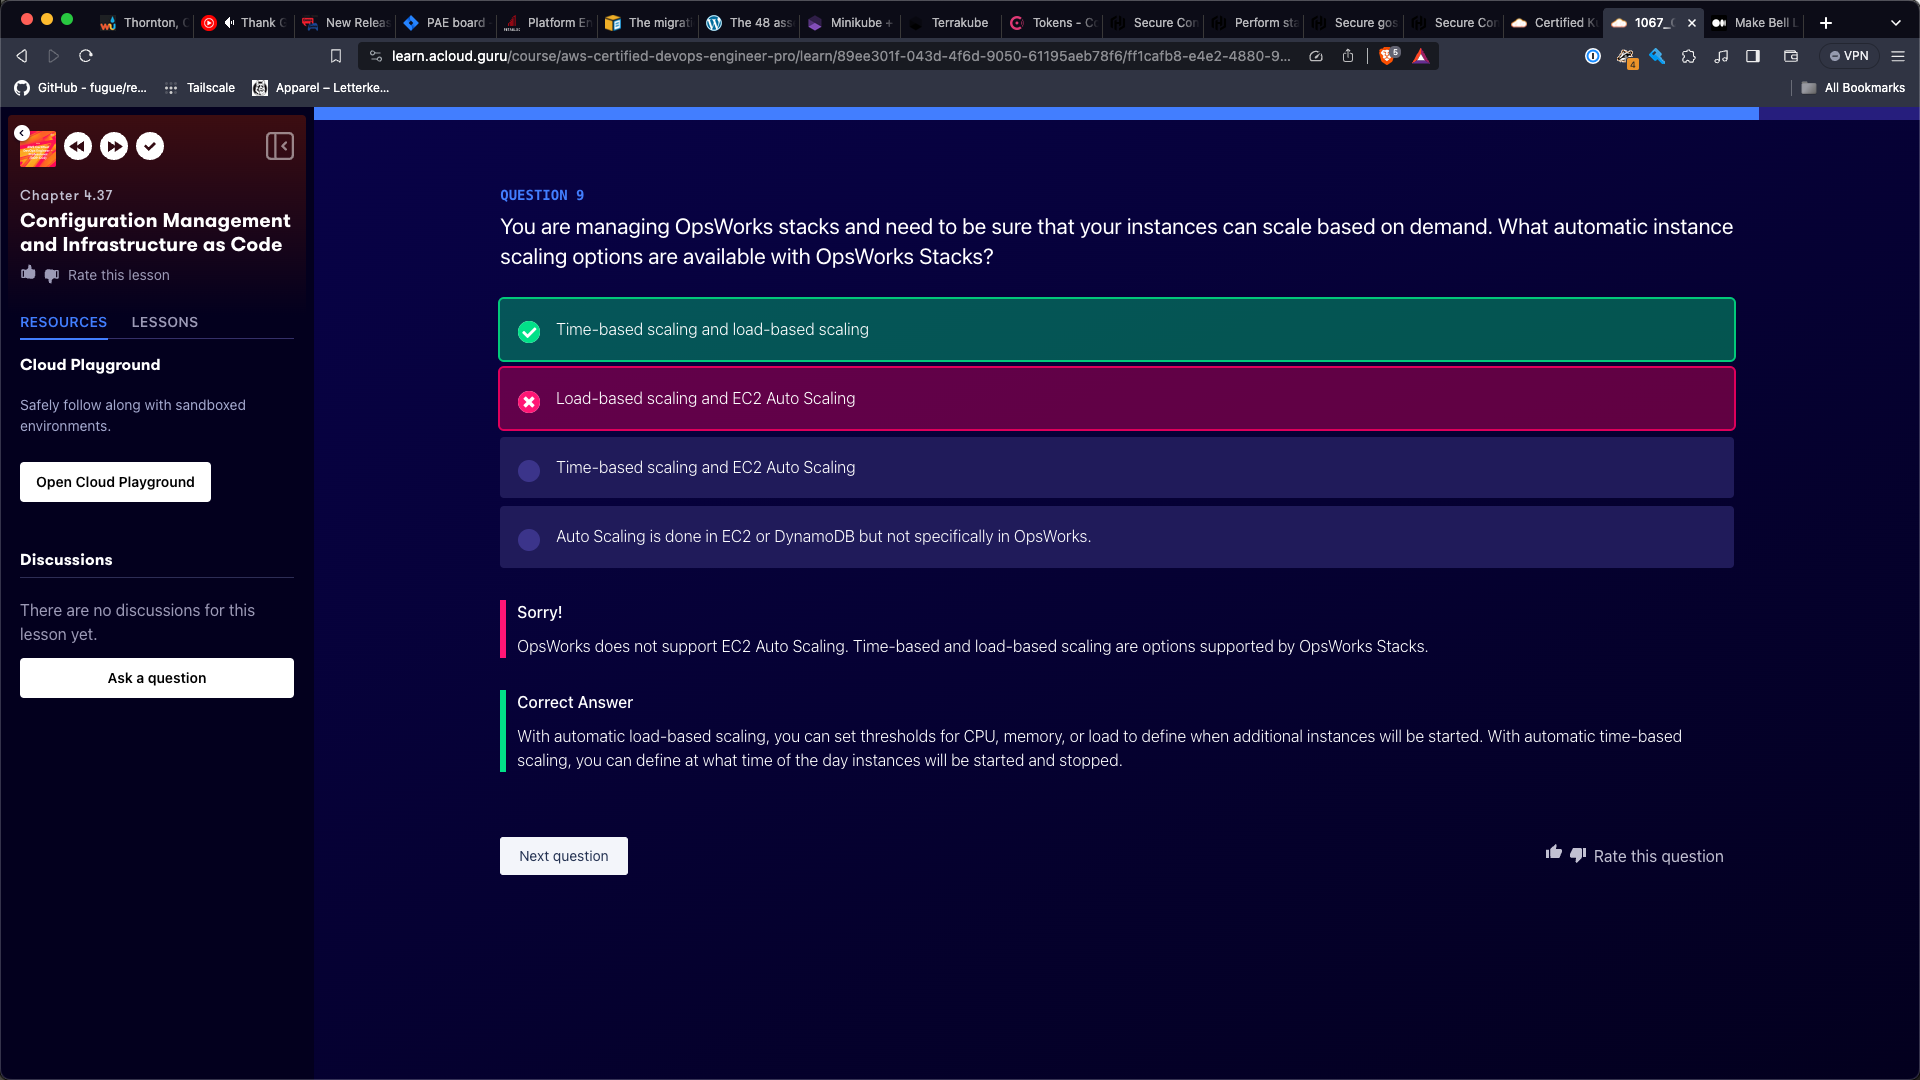 Thornton, C
Thank G
New Releas
PAE board
Platform En
The migrati
The 48 ass
Minikube +
Terrakube
Tokens - Co
Secure Con
Perform sta
Secure gos
Secure Con
Certified Ku
1067_
Make Bell L
learn.acloud.guru/course/aws-certified-devops-engineer-pro/learn/89ee301f-043d-4f6d-9050-61195aeb78f6/ff1cafb8-e4e2-4880-9...
5
4
VPN
GitHub - fugue/re...
Tailscale
Apparel – Letterke...
All Bookmarks
Chapter 4.37
Configuration Management
and Infrastructure as Code
Rate this lesson
RESOURCES
LESSONS
Cloud Playground
Safely follow along with sandboxed
environments.
Open Cloud Playground
Discussions
There are no discussions for this
lesson yet.
Ask a question
QUESTION 9
You are managing OpsWorks stacks and need to be sure that your instances can scale based on demand. What automatic instance
scaling options are available with OpsWorks Stacks?
Time-based scaling and load-based scaling
Load-based scaling and EC2 Auto Scaling
Time-based scaling and EC2 Auto Scaling
Auto Scaling is done in EC2 or DynamoDB but not specifically in OpsWorks.
Sorry!
OpsWorks does not support EC2 Auto Scaling. Time-based and load-based scaling are options supported by OpsWorks Stacks.
Correct Answer
With automatic load-based scaling, you can set thresholds for CPU, memory, or load to define when additional instances will be started. With automatic time-based
scaling, you can define at what time of the day instances will be started and stopped.
Next question
Rate this question